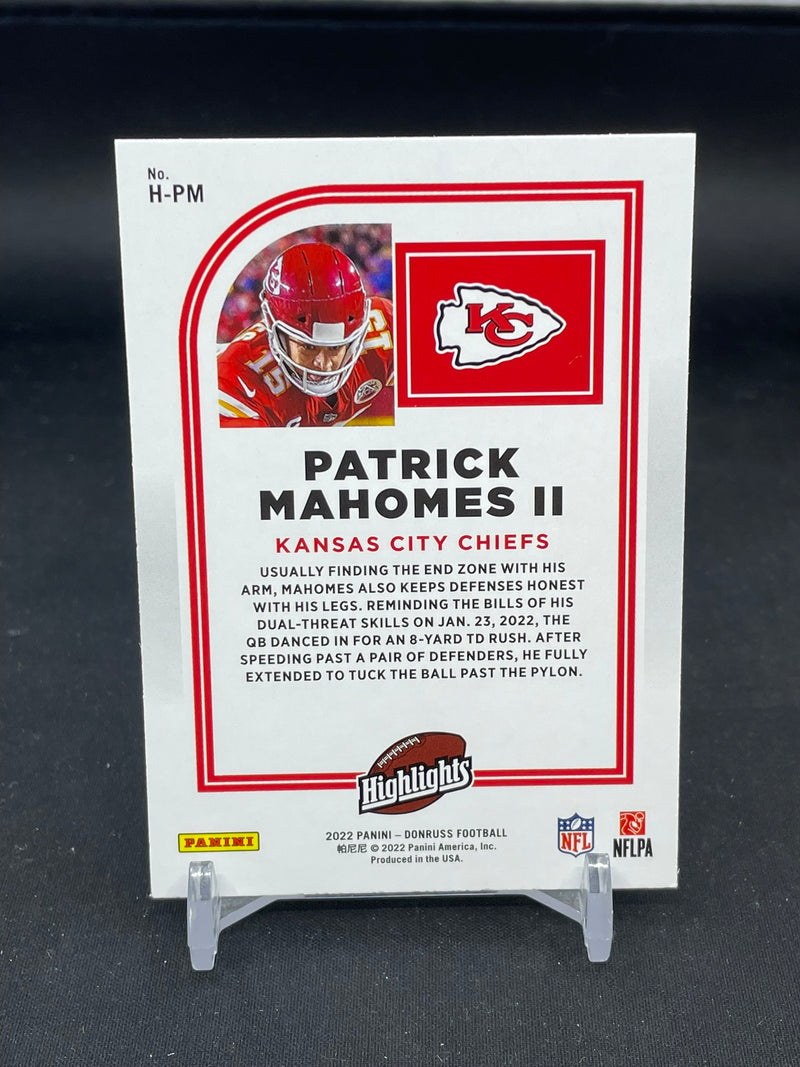 No.
H-PM
15
15
KC
PATRICK
MAHOMES II
KANSAS CITY CHIEFS
USUALLY FINDING THE END ZONE WITH HIS
ARM, MAHOMES ALSO KEEPS DEFENSES HONEST
WITH HIS LEGS. REMINDING THE BILLS OF HIS
DUAL-THREAT SKILLS ON JAN. 23, 2022, THE
QB DANCED IN FOR AN 8-YARD TD RUSH. AFTER
SPEEDING PAST A PAIR OF DEFENDERS, HE FULLY
EXTENDED TO TUCK THE BALL PAST THE PYLON.
Highlights
PANINI
2022 PANINI – DONRUSS FOOTBALL
帕尼尼 © 2022 Panini America, Inc.
Produced in the USA.
NFL
NFLPA